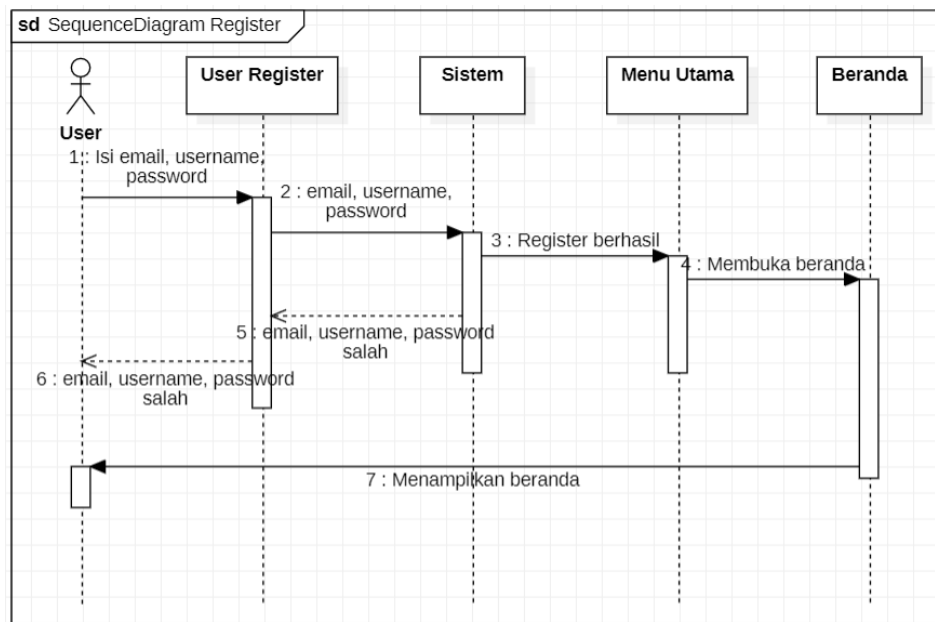 sd SequenceDiagram Register
User Register
Sistem
Menu Utama
Beranda
User
1 : Isi email, username,
password
2 : email, username,
password
3 : Register berhasil
4 : Membuka beranda
5 : email, username, password
salah
6 : email, username, password
salah
7 : Menampilkan beranda